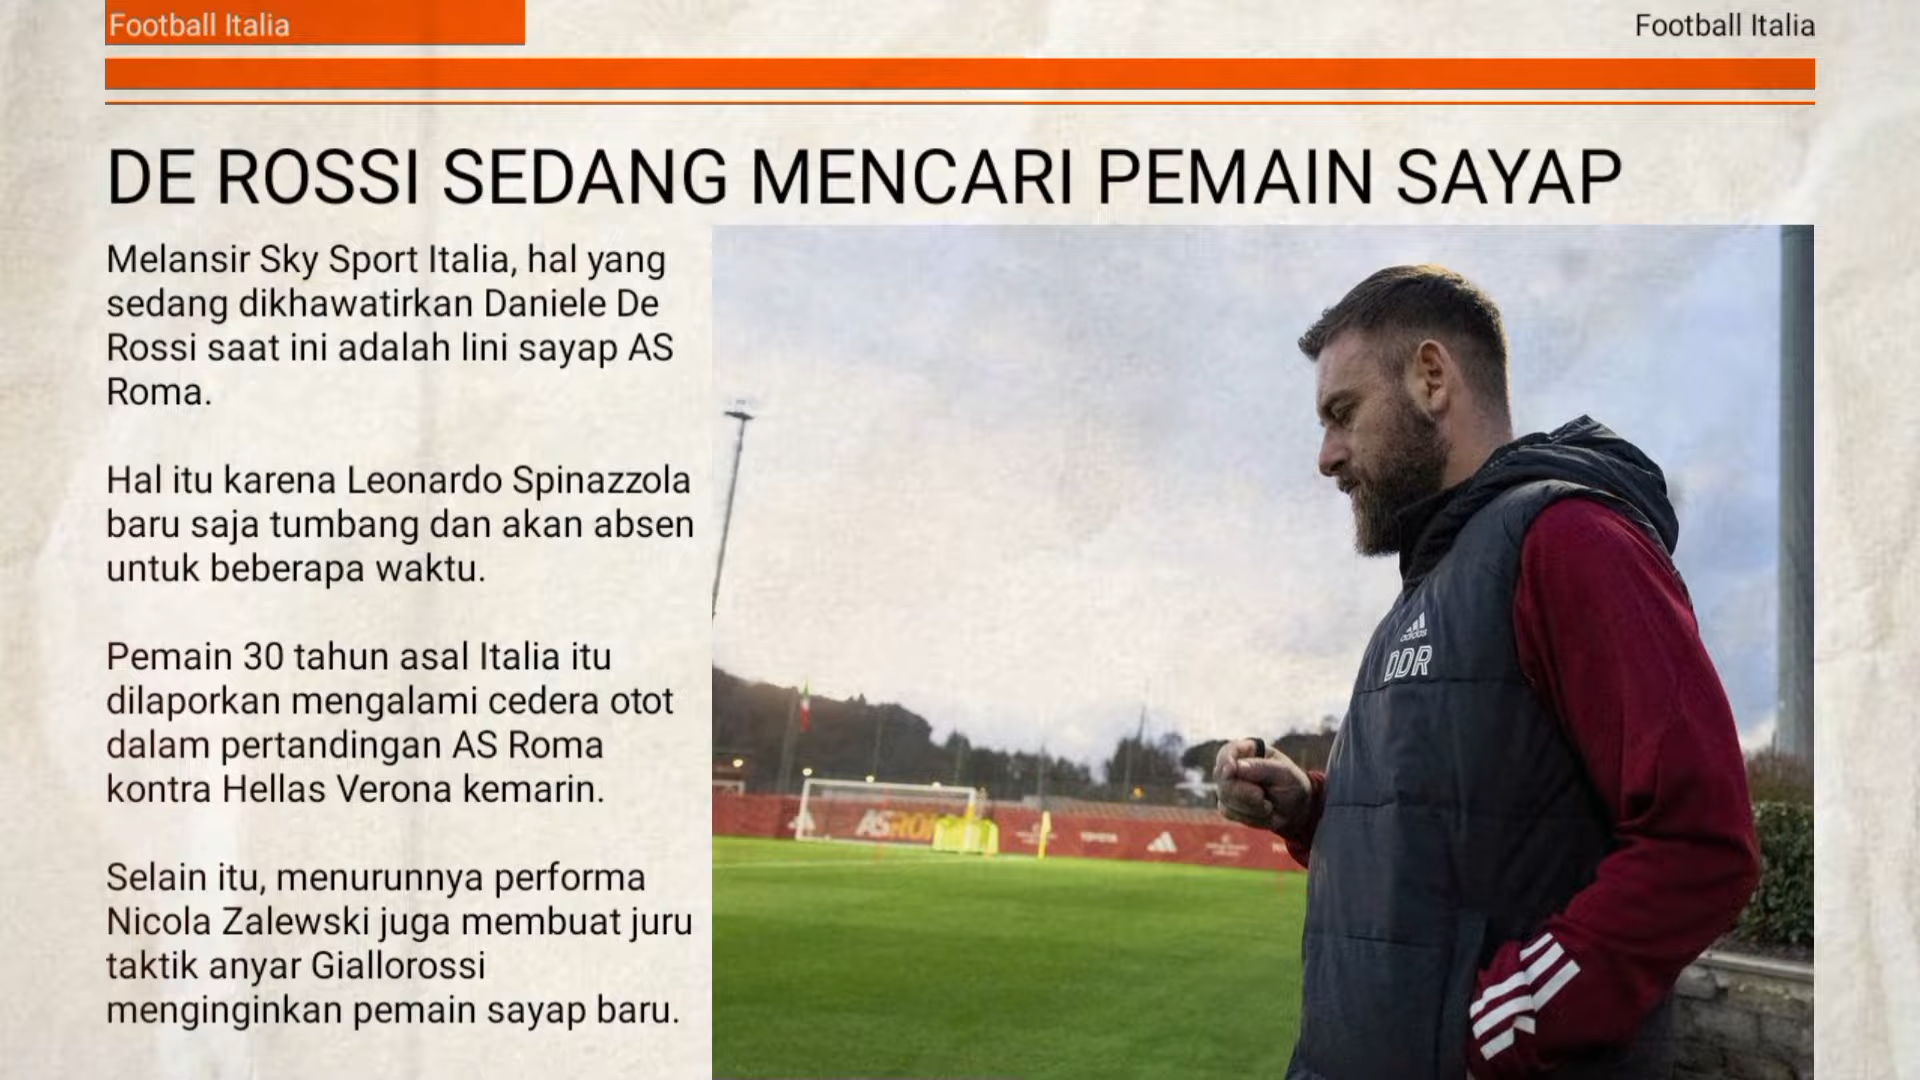 Football Italia
Football Italia
DE ROSSI SEDANG MENCARI PEMAIN SAYAP
Melansir Sky Sport Italia, hal yang
sedang dikhawatirkan Daniele De
Rossi saat ini adalah lini sayap AS
Roma.
Hal itu karena Leonardo Spinazzola
baru saja tumbang dan akan absen
untuk beberapa waktu.
Pemain 30 tahun asal Italia itu
dilaporkan mengalami cedera otot
dalam pertandingan AS Roma
kontra Hellas Verona kemarin.
Selain itu, menurunnya performa
Nicola Zalewski juga membuat juru
taktik anyar Giallorossi
menginginkan pemain sayap baru.
adidas
DDR
ASROMA
TOYOTA